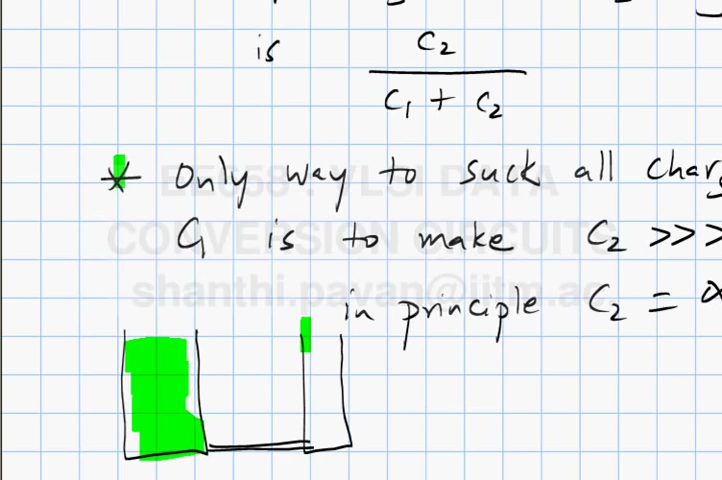 is C₂
C₁ + C₂
* Only way to suck all
C₁ is to make C₂ >>>
in principle C₂ =
EE658: VLSI DATA
CONVERSION CIRCUITS
shanthi.pavan@iitm.ac